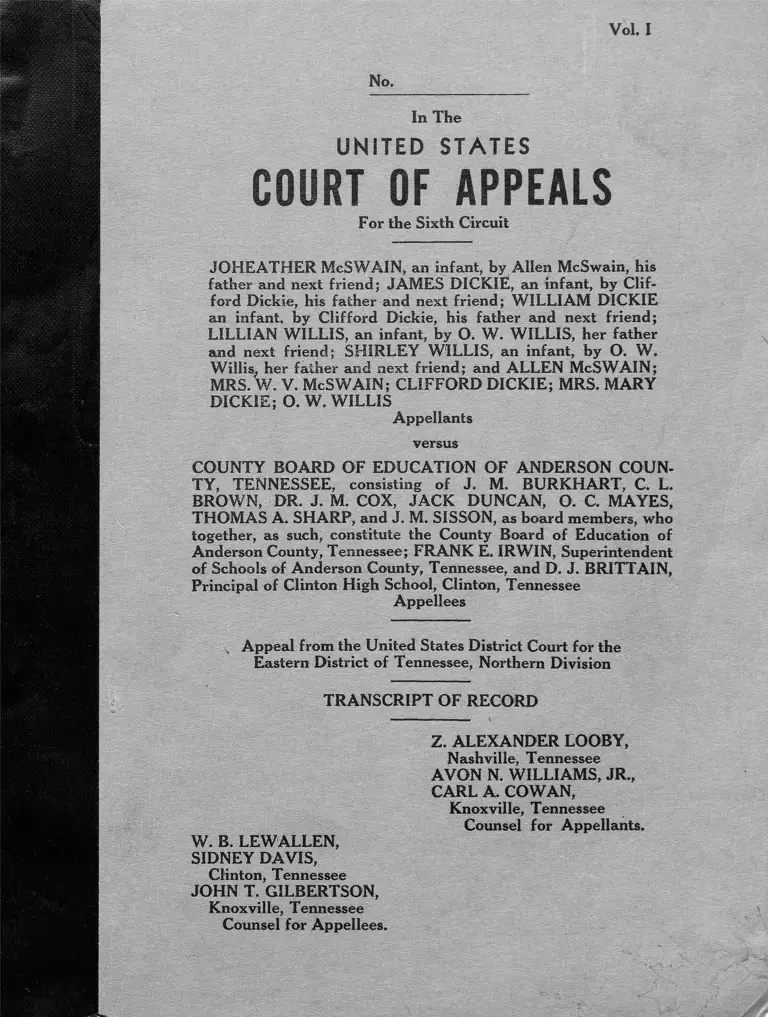 Vol. I
No.
In The
UNITED STATES
COURT OF APPEALS
For the Sixth Circuit
JOHEATHER McSWAIN, an infant, by Allen McSwain, his
father and next friend; JAMES DICKIE, an infant, by Clif-
ford Dickie, his father and next friend; WILLIAM DICKIE
an infant, by Clifford Dickie, his father and next friend;
LILLIAN WILLIS, an infant, by O. W. WILLIS, her father
and next friend; SHIRLEY WILLIS, an infant, by O. W.
Willis, her father and next friend; and ALLEN McSWAIN;
MRS. W. V. McSWAIN; CLIFFORD DICKIE; MRS. MARY
DICKIE; O. W. WILLIS
Appellants
versus
COUNTY BOARD OF EDUCATION OF ANDERSON COUN-
TY, TENNESSEE, consisting of J. M. BURKHART, C. L.
BROWN, DR. J. M. COX, JACK DUNCAN, O. C. MAYES,
THOMAS A. SHARP, and J. M. SISSON, as board members, who
together, as such, constitute the County Board of Education of
Anderson County, Tennessee; FRANK E. IRWIN, Superintendent
of Schools of Anderson County, Tennessee, and D. J. BRITTAIN,
Principal of Clinton High School, Clinton, Tennessee
Appellees
Appeal from the United States District Court for the
Eastern District of Tennessee, Northern Division
TRANSCRIPT OF RECORD
Z. ALEXANDER LOOBY,
Nashville, Tennessee
AVON N. WILLIAMS, JR.,
CARL A. COWAN,
Knoxville, Tennessee
Counsel for Appellants.
W. B. LEWALLEN,
SIDNEY DAVIS,
Clinton, Tennessee
JOHN T. GILBERTSON,
Knoxville, Tennessee
Counsel for Appellees.